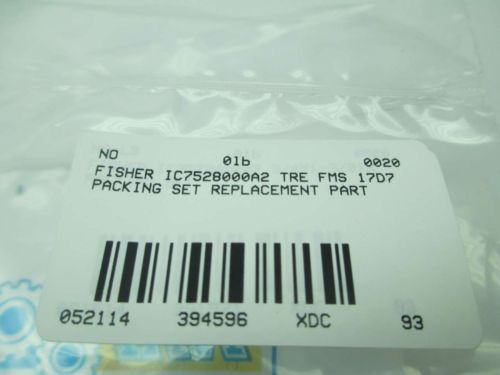 NO 01b 0020
FISHER IC7528000A2 TRE FMS 17D7
PACKING SET REPLACEMENT PART
052114 394596 XDC 93